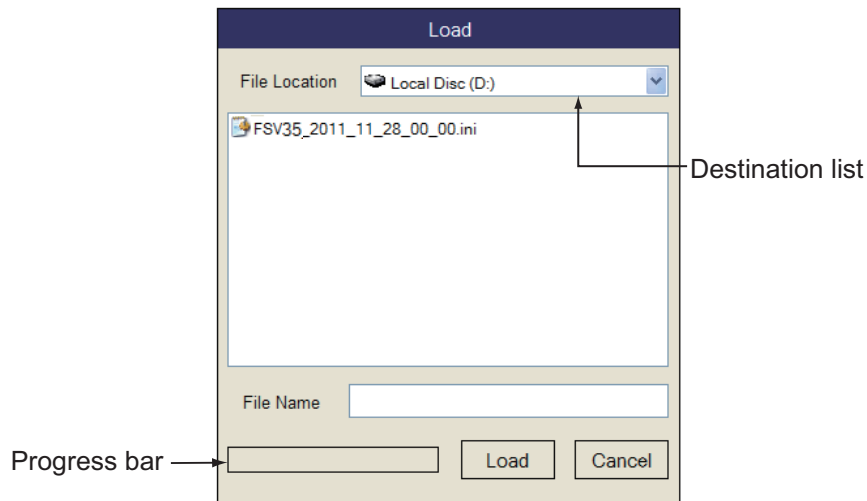 Load
File Location Local Disc (D:)
FSV35_2011_11_28_00_00.ini
Destination list
File Name
Progress bar Load Cancel